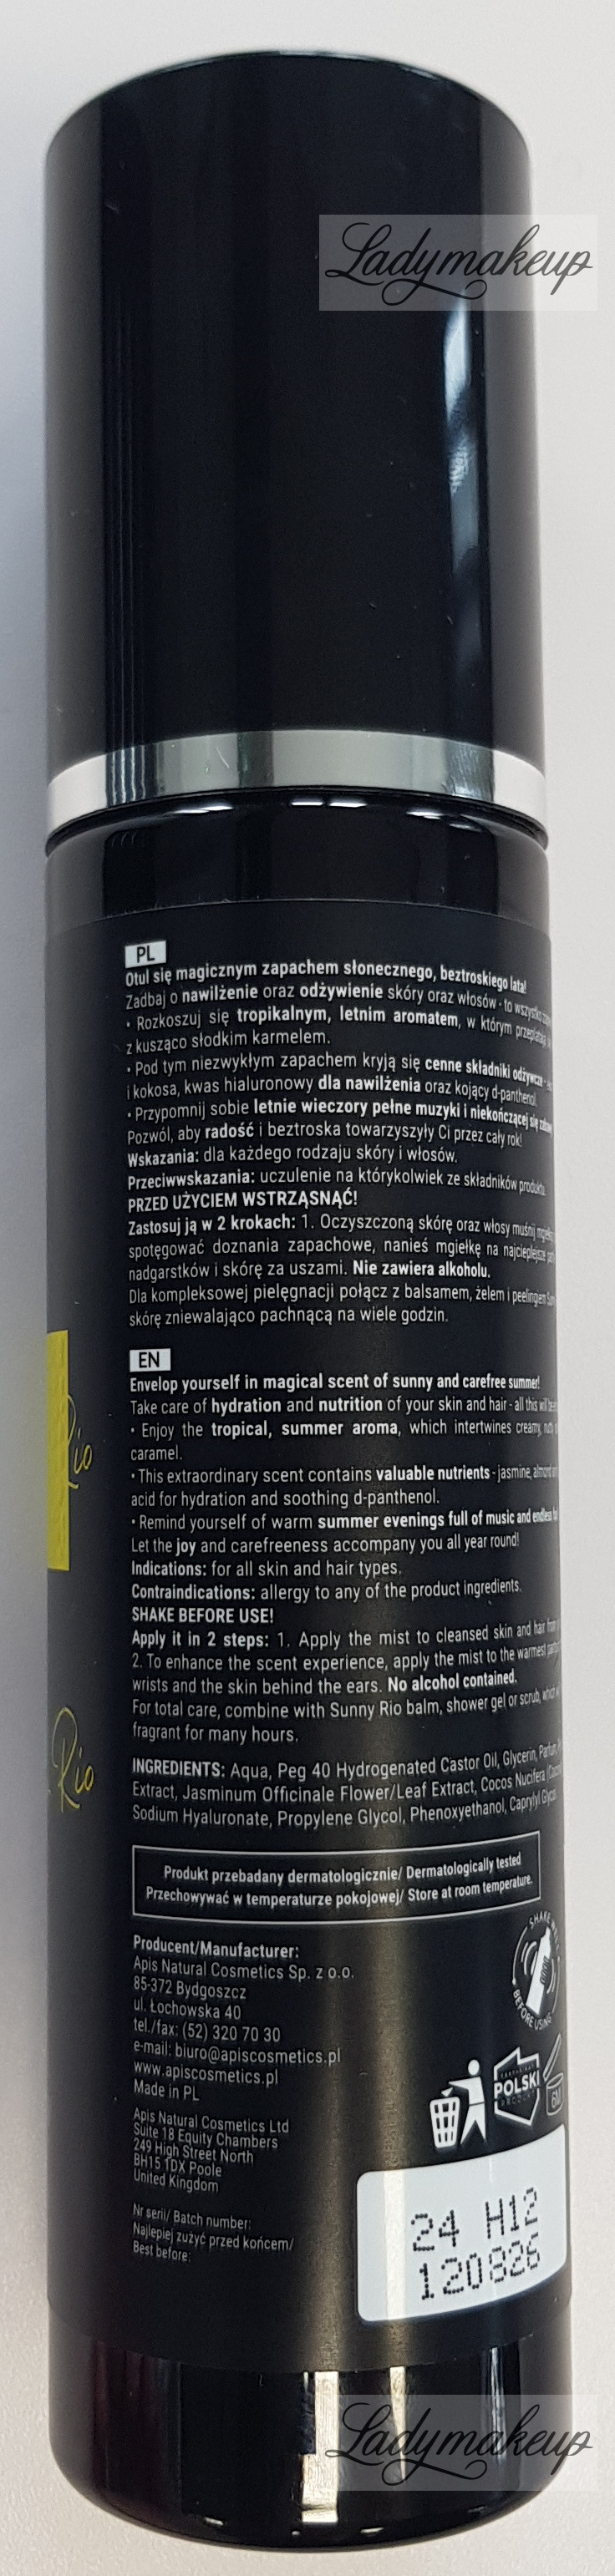 Ladymakeup
PL
Otul się magicznym zapachem słonecznego, beztroskiego lata!
Zadbaj o nawilżenie oraz odżywienie skóry oraz włosów - to wszystko
• Rozkoszuj się tropikalnym, letnim aromatem, w którym
z kusząco słodkim karmelem.
• Pod tym niezwykłym zapachem kryją się cenne składniki odżywcze -
i kokosa, kwas hialuronowy dla nawilżenia oraz kojący d-panthenol.
• Przypomnij sobie letnie wieczory pełne muzyki i niekończącej się
Pozwól, aby radość i beztroska towarzyszyły Ci przez cały rok!
Wskazania: dla każdego rodzaju skóry i włosów.
Przeciwwskazania: uczulenie na którykolwiek ze składników produktu.
PRZED UŻYCIEM WSTRZĄSNĄĆ!
Zastosuj ją w 2 krokach: 1. Oczyszczoną skórę oraz włosy muśnij
spotęgować doznania zapachowe, nanieś mgiełkę na najcieplejsze
nadgarstków i skórę za uszami. Nie zawiera alkoholu.
Dla kompleksowej pielęgnacji połącz z balsamem, żelem i peelingiem
skórę zniewalająco pachnącą na wiele godzin.
EN
Envelop yourself in magical scent of sunny and carefree summer!
Take care of hydration and nutrition of your skin and hair - all this will
• Enjoy the tropical, summer aroma, which intertwines creamy,
caramel.
• This extraordinary scent contains valuable nutrients - jasmine, almond
acid for hydration and soothing d-panthenol.
• Remind yourself of warm summer evenings full of music and endless
Let the joy and carefreeness accompany you all year round!
Indications: for all skin and hair types.
Contraindications: allergy to any of the product ingredients.
SHAKE BEFORE USE!
Apply it in 2 steps: 1. Apply the mist to cleansed skin and hair from
2. To enhance the scent experience, apply the mist to the warmest
wrists and the skin behind the ears. No alcohol contained.
For total care, combine with Sunny Rio balm, shower gel or scrub, which
fragrant for many hours.
Rio
Rio
INGREDIENTS: Aqua, Peg 40 Hydrogenated Castor Oil, Glycerin, Parfum,
Extract, Jasminum Officinale Flower/Leaf Extract, Cocos Nucifera
Sodium Hyaluronate, Propylene Glycol, Phenoxyethanol, Caprylyl Glycol
Produkt przebadany dermatologicznie/ Dermatologically tested
Przechowywać w temperaturze pokojowej/ Store at room temperature.
SHAKE WELL
BEFORE USING
Producent/Manufacturer:
Apis Natural Cosmetics Sp. z o.o.
85-372 Bydgoszcz
ul. Łochowska 40
tel./fax: (52) 320 70 30
e-mail: biuro@apiscosmetics.pl
www.apiscosmetics.pl
Made in PL
POLSKI
PRODUKT
6M
Apis Natural Cosmetics Ltd
Suite 18 Equity Chambers
249 High Street North
BH15 1DX Poole
United Kingdom
Nr serii/ Batch number:
Najlepiej zużyć przed końcem/
Best before:
24 H12
120826
Ladymakeup